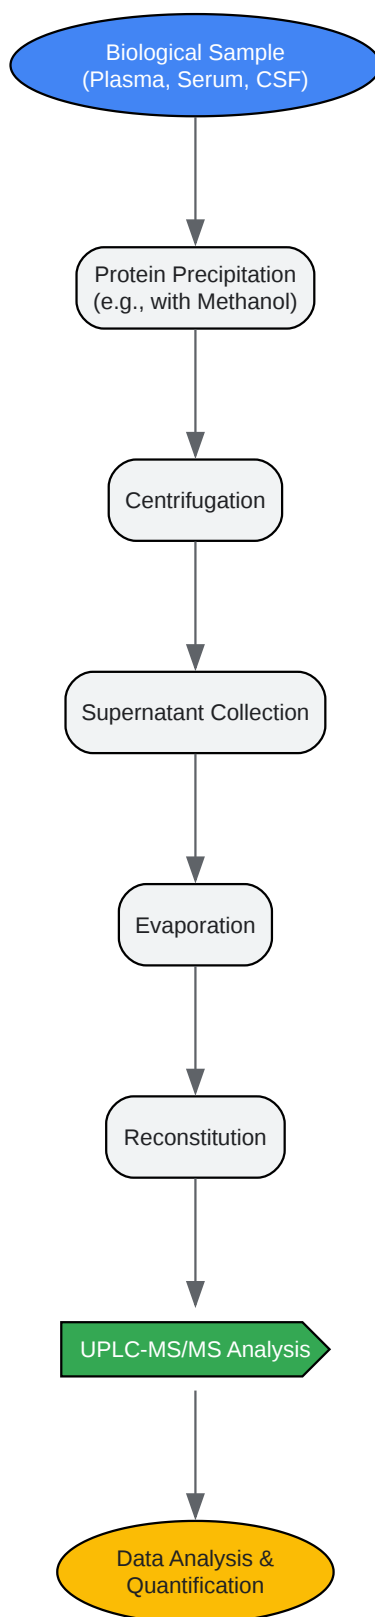 Biological Sample
(Plasma, Serum, CSF)
Protein Precipitation
(e.g., with Methanol)
Centrifugation
Supernatant Collection
Evaporation
Reconstitution
UPLC-MS/MS Analysis
Data Analysis &
Quantification